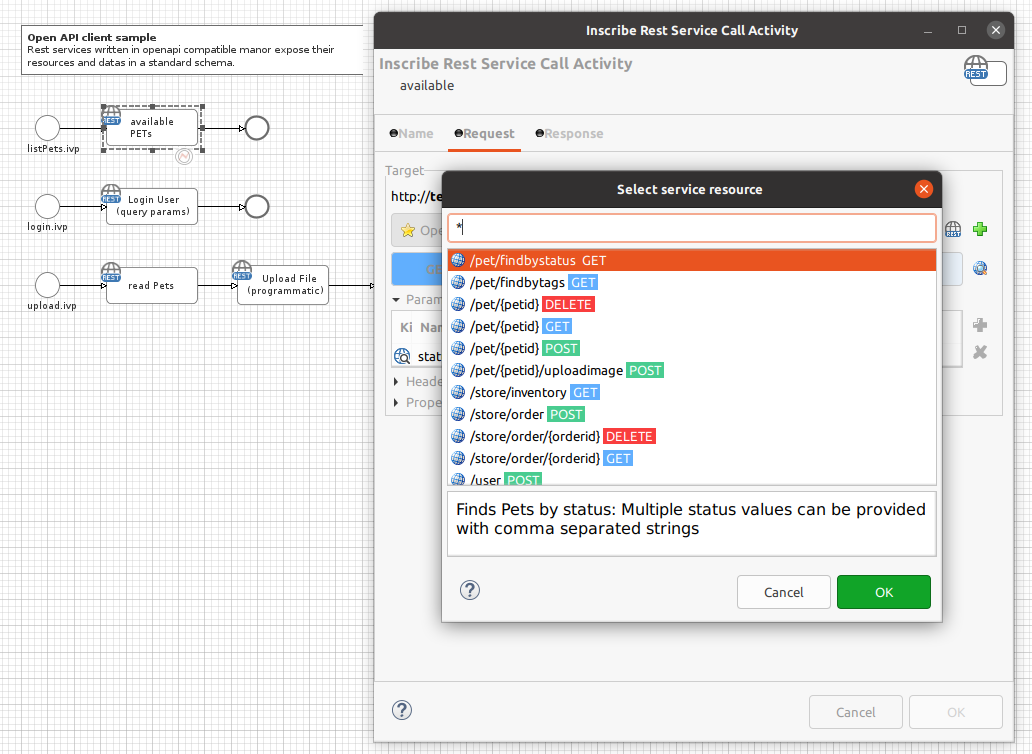 Open API client sample
Rest services written in openapi compatible manor expose their
resources and datas in a standard schema.
REST
available
PETs
listPets.ivp
REST
Login User
(query params)
login.ivp
REST
read Pets
REST
Upload File
(programmatic)
upload.ivp
Inscribe Rest Service Call Activity
Inscribe Rest Service Call Activity
available
REST
Name
Request
Response
Target
http://te
Ope
REST
GE
Param
Ki Nam
stat
Heade
Prope
Select service resource
*
/pet/findbystatus GET
/pet/findbytags GET
/pet/{petid} DELETE
/pet/{petid} GET
/pet/{petid} POST
/pet/{petid}/uploadimage POST
/store/inventory GET
/store/order POST
/store/order/{orderid} DELETE
/store/order/{orderid} GET
/user POST
Finds Pets by status: Multiple status values can be provided
with comma separated strings
?
Cancel
OK
?
Cancel
OK